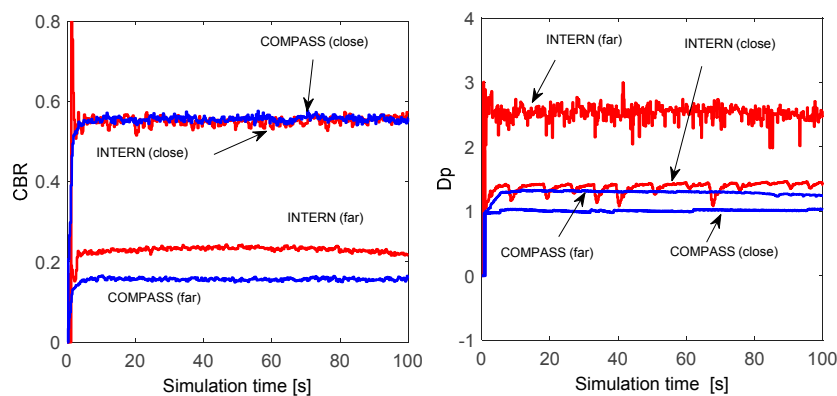 0.8
0.6
0.4
0.2
0
CBR
COMPASS (close)
INTERN (close)
INTERN (far)
COMPASS (far)
0 20 40 60 80 100
Simulation time [s]
4
3
2
1
0
-1
Dp
INTERN (far)
INTERN (close)
COMPASS (far)
COMPASS (close)
0 20 40 60 80 100
Simulation time [s]